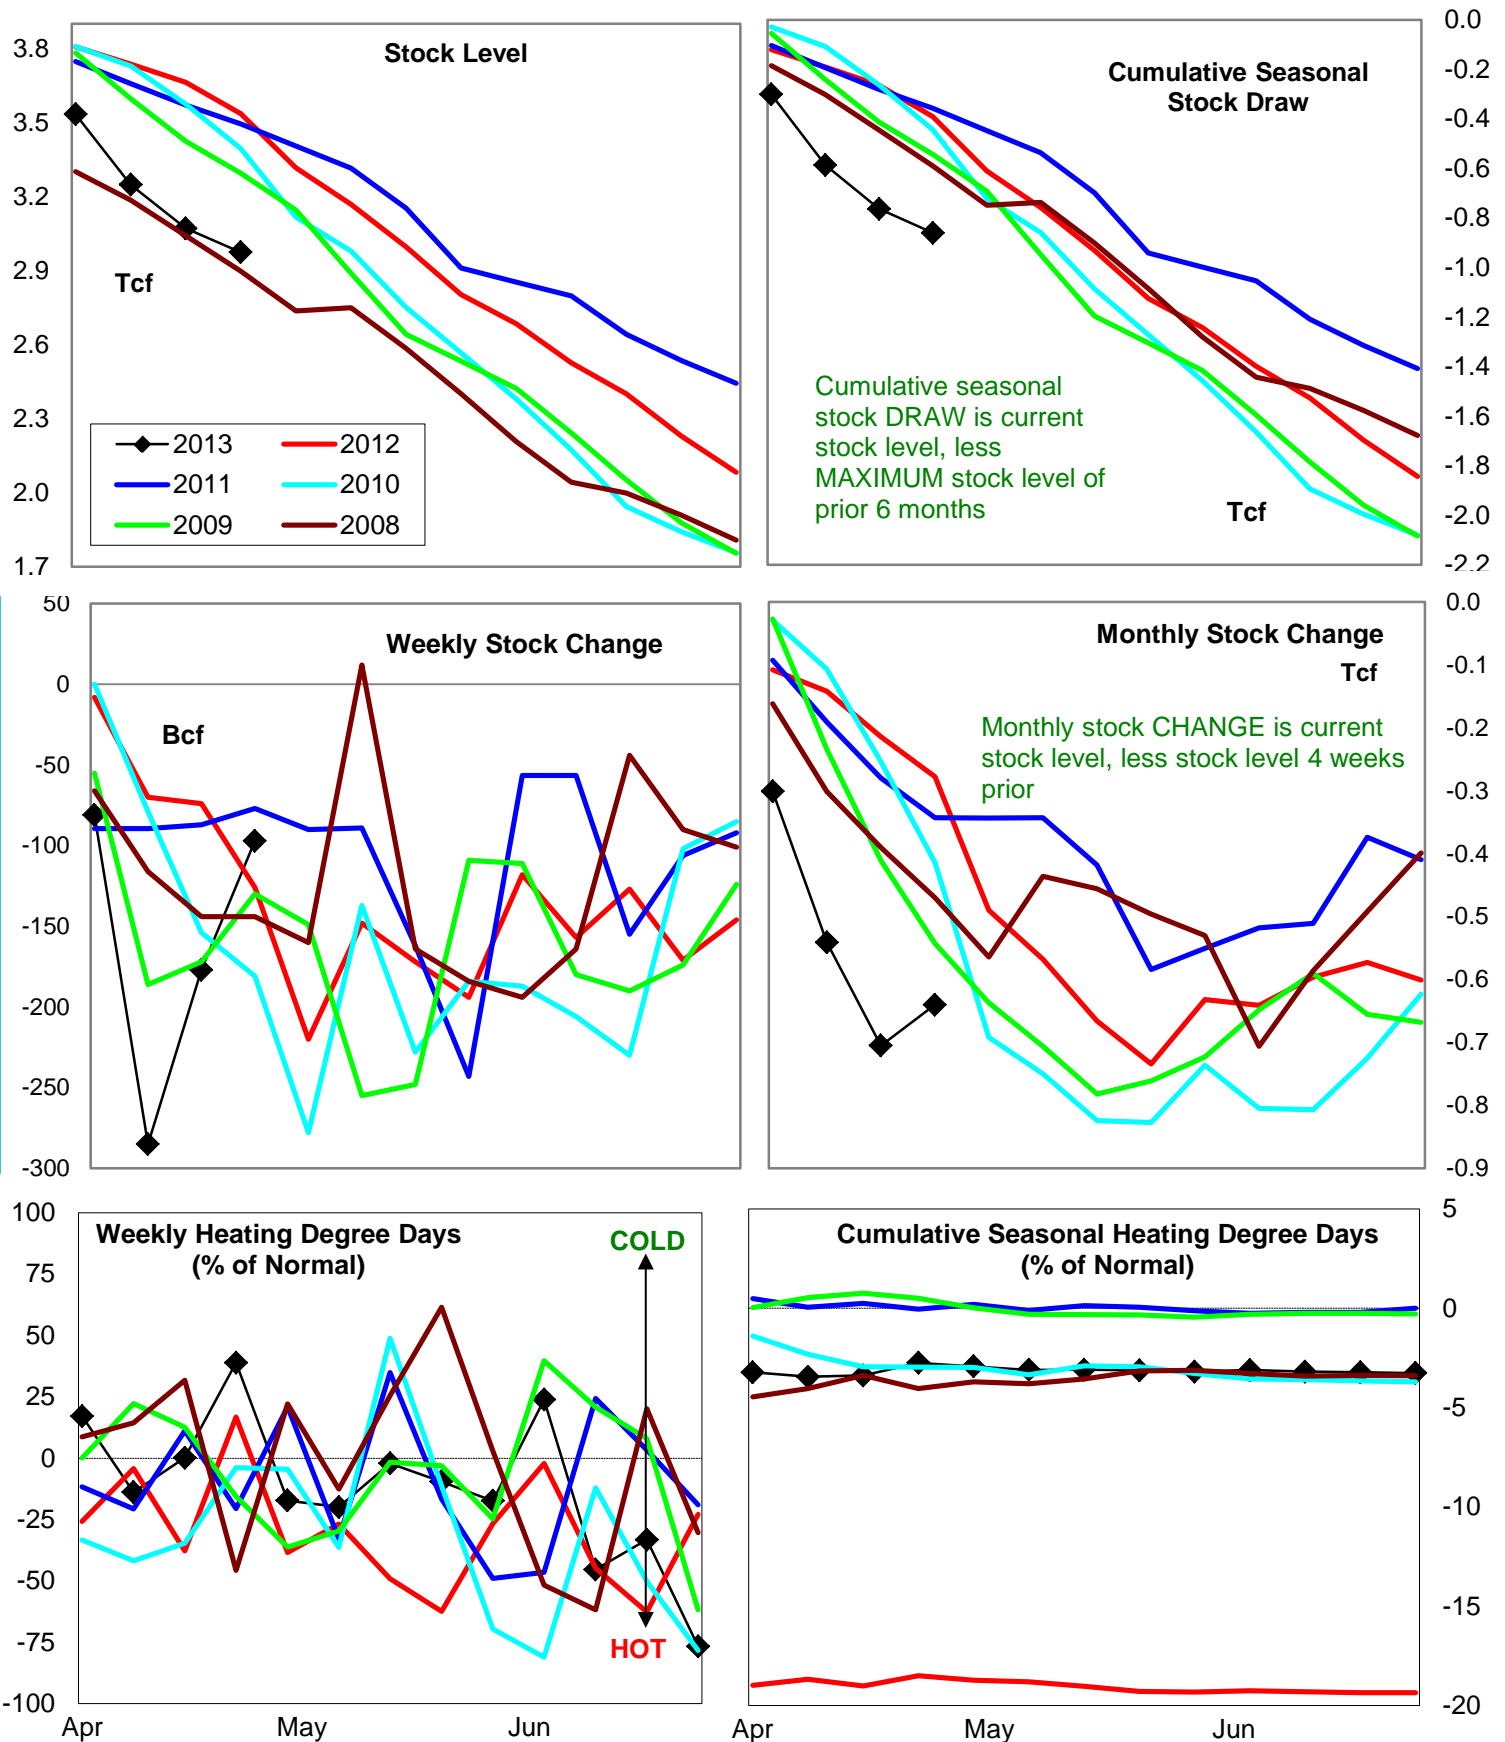 Stock Level
3.8
3.5
3.2
2.9
2.6
2.3
2.0
1.7
Tcf
2013
2012
2011
2010
2009
2008
Cumulative Seasonal
Stock Draw
0.0
-0.2
-0.4
-0.6
-0.8
-1.0
-1.2
-1.4
-1.6
-1.8
-2.0
-2.2
Cumulative seasonal
stock DRAW is current
stock level, less
MAXIMUM stock level of
prior 6 months
Tcf
Weekly Stock Change
50
0
-50
-100
-150
-200
-250
-300
Bcf
Monthly Stock Change
Tcf
0.0
-0.1
-0.2
-0.3
-0.4
-0.5
-0.6
-0.7
-0.8
-0.9
Monthly stock CHANGE is current
stock level, less stock level 4 weeks
prior
Weekly Heating Degree Days
(% of Normal)
100
75
50
25
0
-25
-50
-75
-100
COLD
HOT
Apr
May
Jun
Cumulative Seasonal Heating Degree Days
(% of Normal)
5
0
-5
-10
-15
-20
Apr
May
Jun